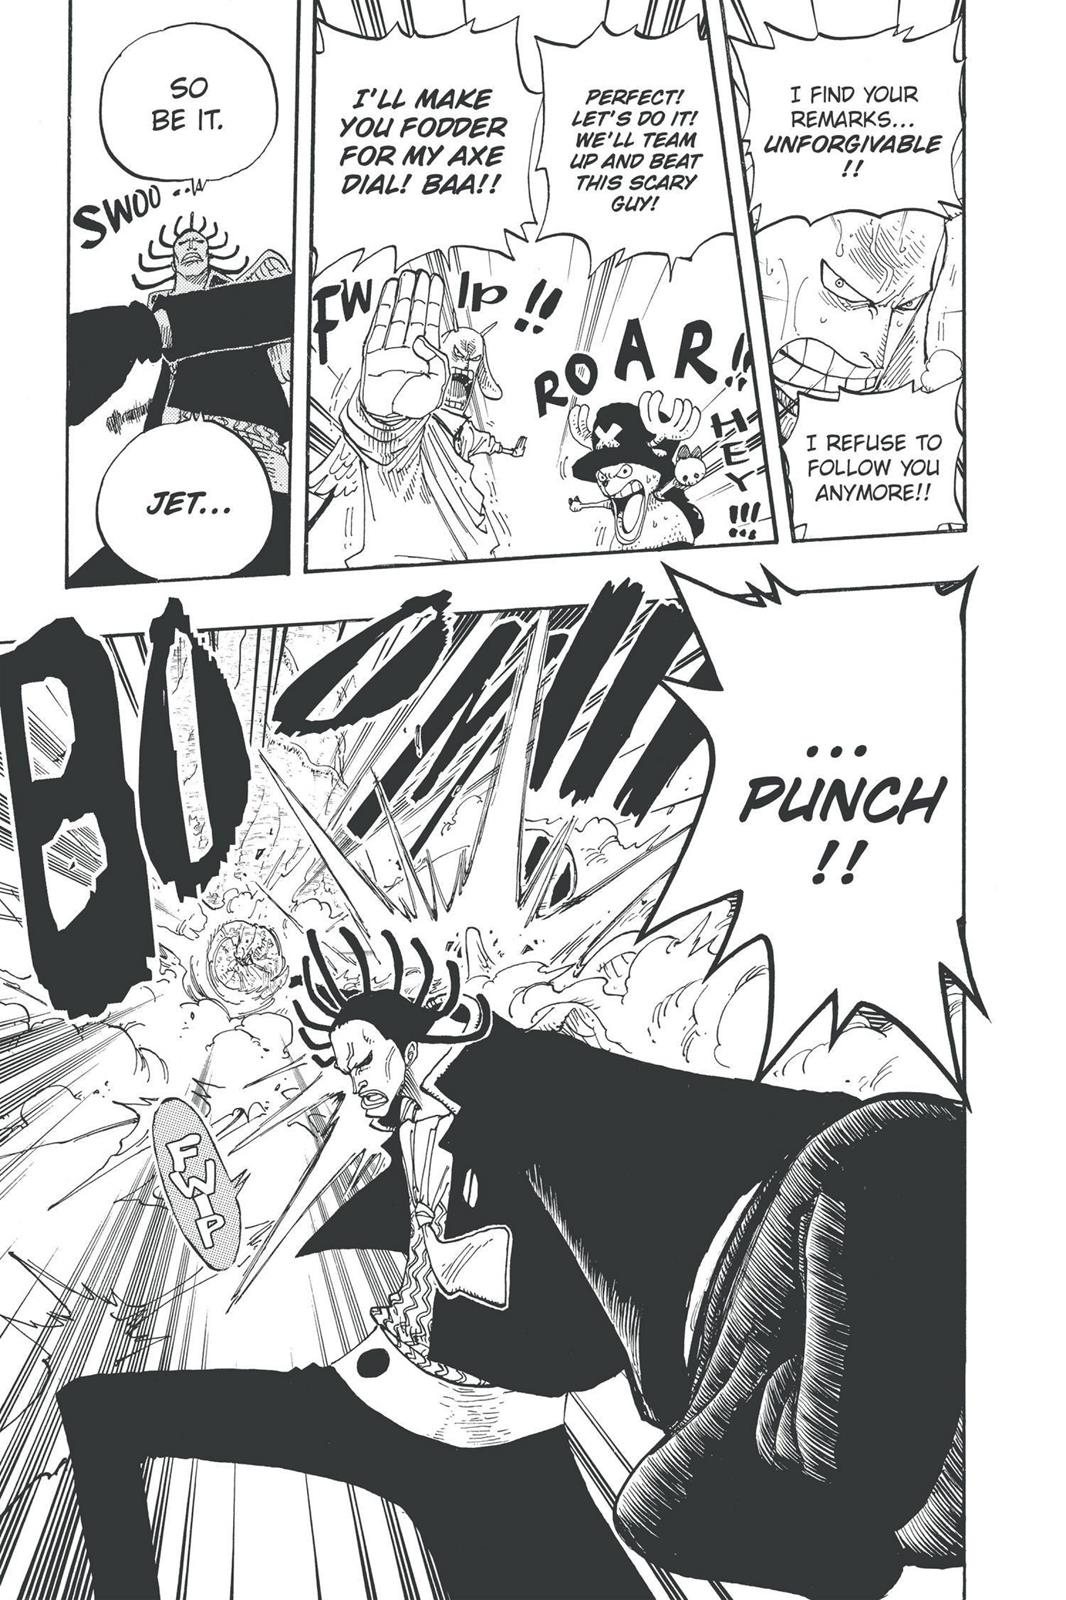 I FIND YOUR
REMARKS...
UNFORGIVABLE
!!
I REFUSE TO
FOLLOW YOU
ANYMORE!!
PERFECT!
LET'S DO IT!
WE'LL TEAM
UP AND BEAT
THIS SCARY
GUY!
ROAR!!
HEY!!!
I'LL MAKE
YOU FODDER
FOR MY AXE
DIAL! BAA!!
FWIP!!
SO
BE IT.
SWOO...
JET...
...
PUNCH
!!
BOOM!!!
FWIP